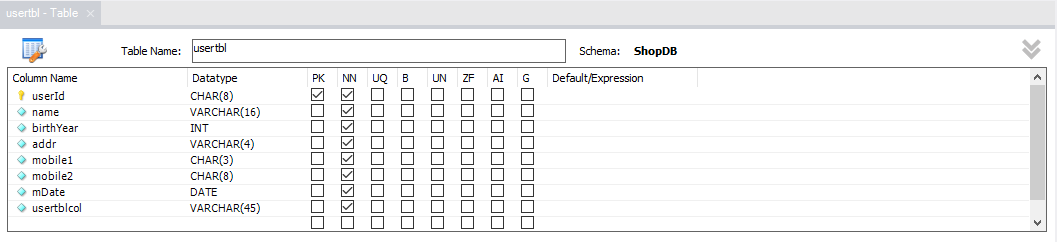 usertbl - Table ×
Table Name: usertbl Schema: ShopDB
Column Name Datatype PK NN UQ B UN ZF AI G Default/Expression
userId CHAR(8)
name VARCHAR(16)
birthYear INT
addr VARCHAR(4)
mobile1 CHAR(3)
mobile2 CHAR(8)
mDate DATE
usertblcol VARCHAR(45)